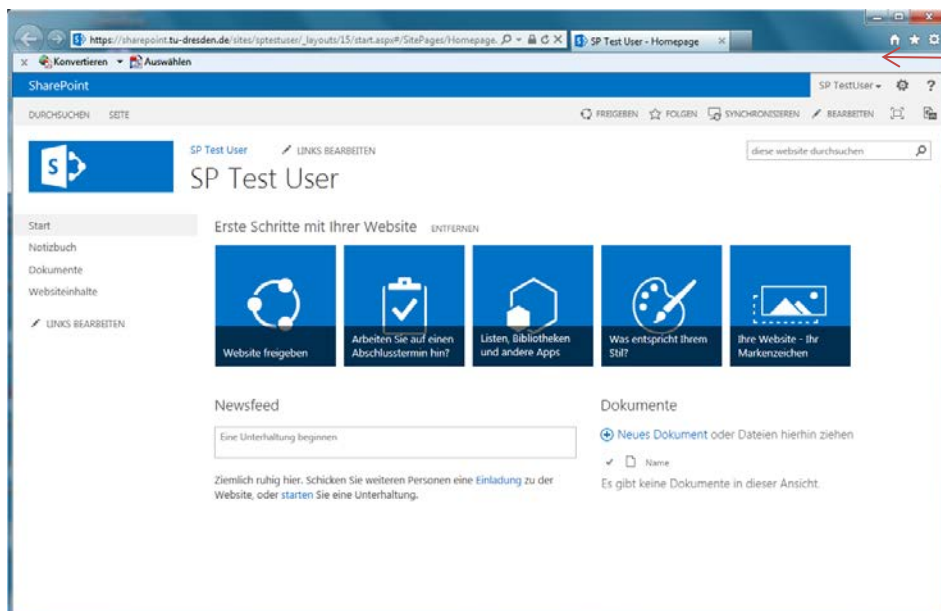 https://sharepoint.tu-dresden.de/sites/sptestuser/_layouts/15/start.aspx#/SitePages/Homepage.
SP Test User - Homepage
x Konvertieren Auswählen
SharePoint
SP TestUser
?
DURCHSUCHEN SEITE
FREIGEBEN FOLGEN SYNCHRONISIEREN BEARBEITEN
S
SP Test User LINKS BEARBEITEN
diese website durchsuchen
SP Test User
Start
Notizbuch
Dokumente
Websiteinhalte
LINKS BEARBEITEN
Erste Schritte mit Ihrer Website ENTFERNEN
Website freigeben
Arbeiten Sie auf einen
Abschlusstermin hin?
Listen, Bibliotheken
und andere Apps
Was entspricht Ihrem
Stil?
Ihre Website - Ihr
Markenzeichen
Newsfeed
Eine Unterhaltung beginnen
Ziemlich ruhig hier. Schicken Sie weiteren Personen eine Einladung zu der
Website, oder starten Sie eine Unterhaltung.
Dokumente
Neues Dokument oder Dateien hierhin ziehen
Name
Es gibt keine Dokumente in dieser Ansicht.